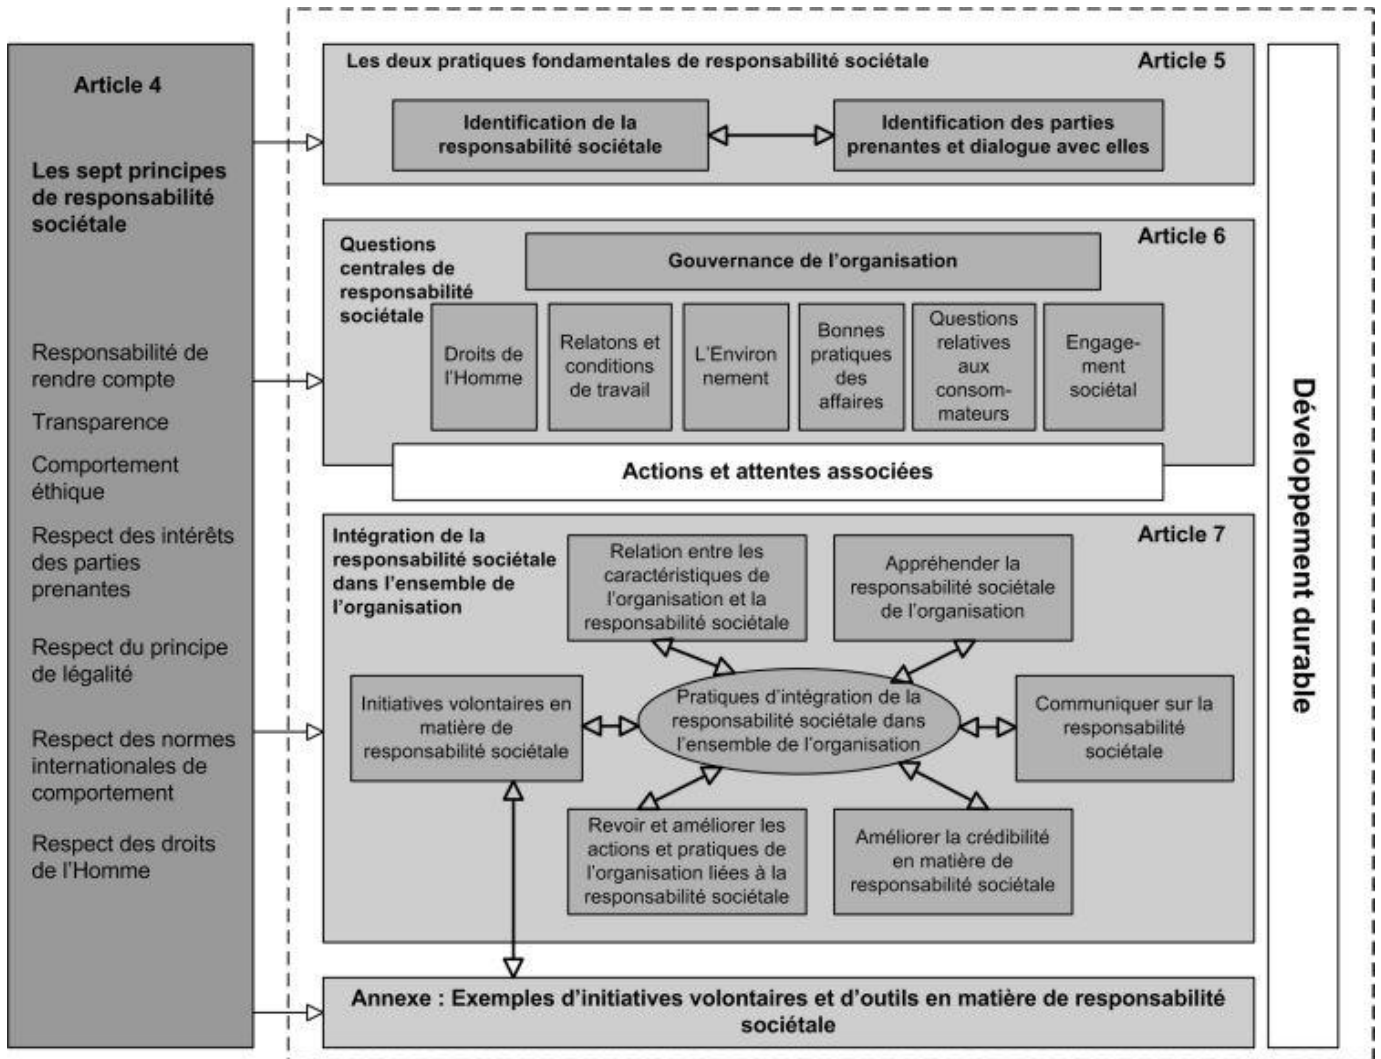 Article 4
Les sept principes
de responsabilité
sociétale
Responsabilité de
rendre compte
Transparence
Comportement
éthique
Respect des intérêts
des parties
prenantes
Respect du principe
de légalité
Respect des normes
internationales de
comportement
Respect des droits
de l'Homme
Les deux pratiques fondamentales de responsabilité sociétale
Article 5
Identification de la
responsabilité sociétale
Identification des parties
prenantes et dialogue avec elles
Questions
centrales de
responsabilité
sociétale
Article 6
Gouvernance de l'organisation
Droits de
l'Homme
Relatons et
conditions
de travail
L'Environ
nement
Bonnes
pratiques
des
affaires
Questions
relatives
aux
consom-
mateurs
Engage-
ment
sociétal
Actions et attentes associées
Intégration de la
responsabilité sociétale
dans l'ensemble de
l'organisation
Article 7
Relation entre les
caractéristiques de
l'organisation et la
responsabilité sociétale
Appréhender la
responsabilité sociétale
de l'organisation
Initiatives volontaires en
matière de
responsabilité sociétale
Pratiques d'intégration de la
responsabilité sociétale dans
l'ensemble de l'organisation
Communiquer sur la
responsabilité
sociétale
Revoir et améliorer les
actions et pratiques de
l'organisation liées à la
responsabilité sociétale
Améliorer la crédibilité
en matière de
responsabilité sociétale
Annexe : Exemples d'initiatives volontaires et d'outils en matière de responsabilité
sociétale
Développement durable